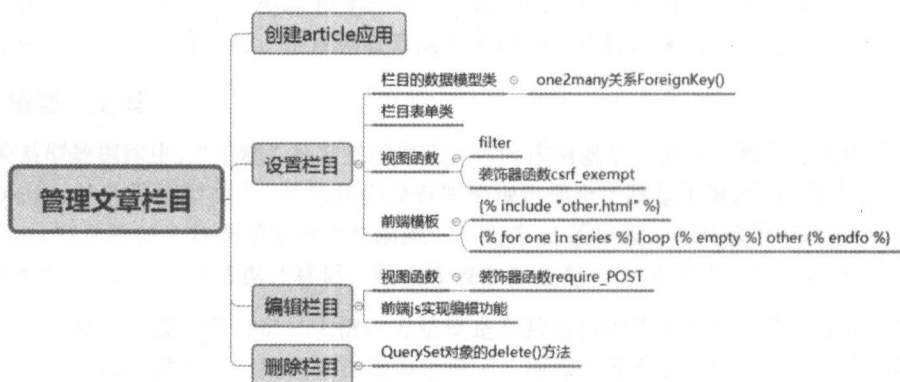 创建article应用
栏目的数据模型类
one2many关系ForeignKey()
栏目表单类
设置栏目
视图函数
filter
装饰器函数csrf_exempt
管理文章栏目
前端模板
{% include "other.html" %}
{% for one in series %} loop {% empty %} other {% endfo %}
编辑栏目
视图函数
装饰器函数require_POST
前端js实现编辑功能
删除栏目
QuerySet对象的delete()方法